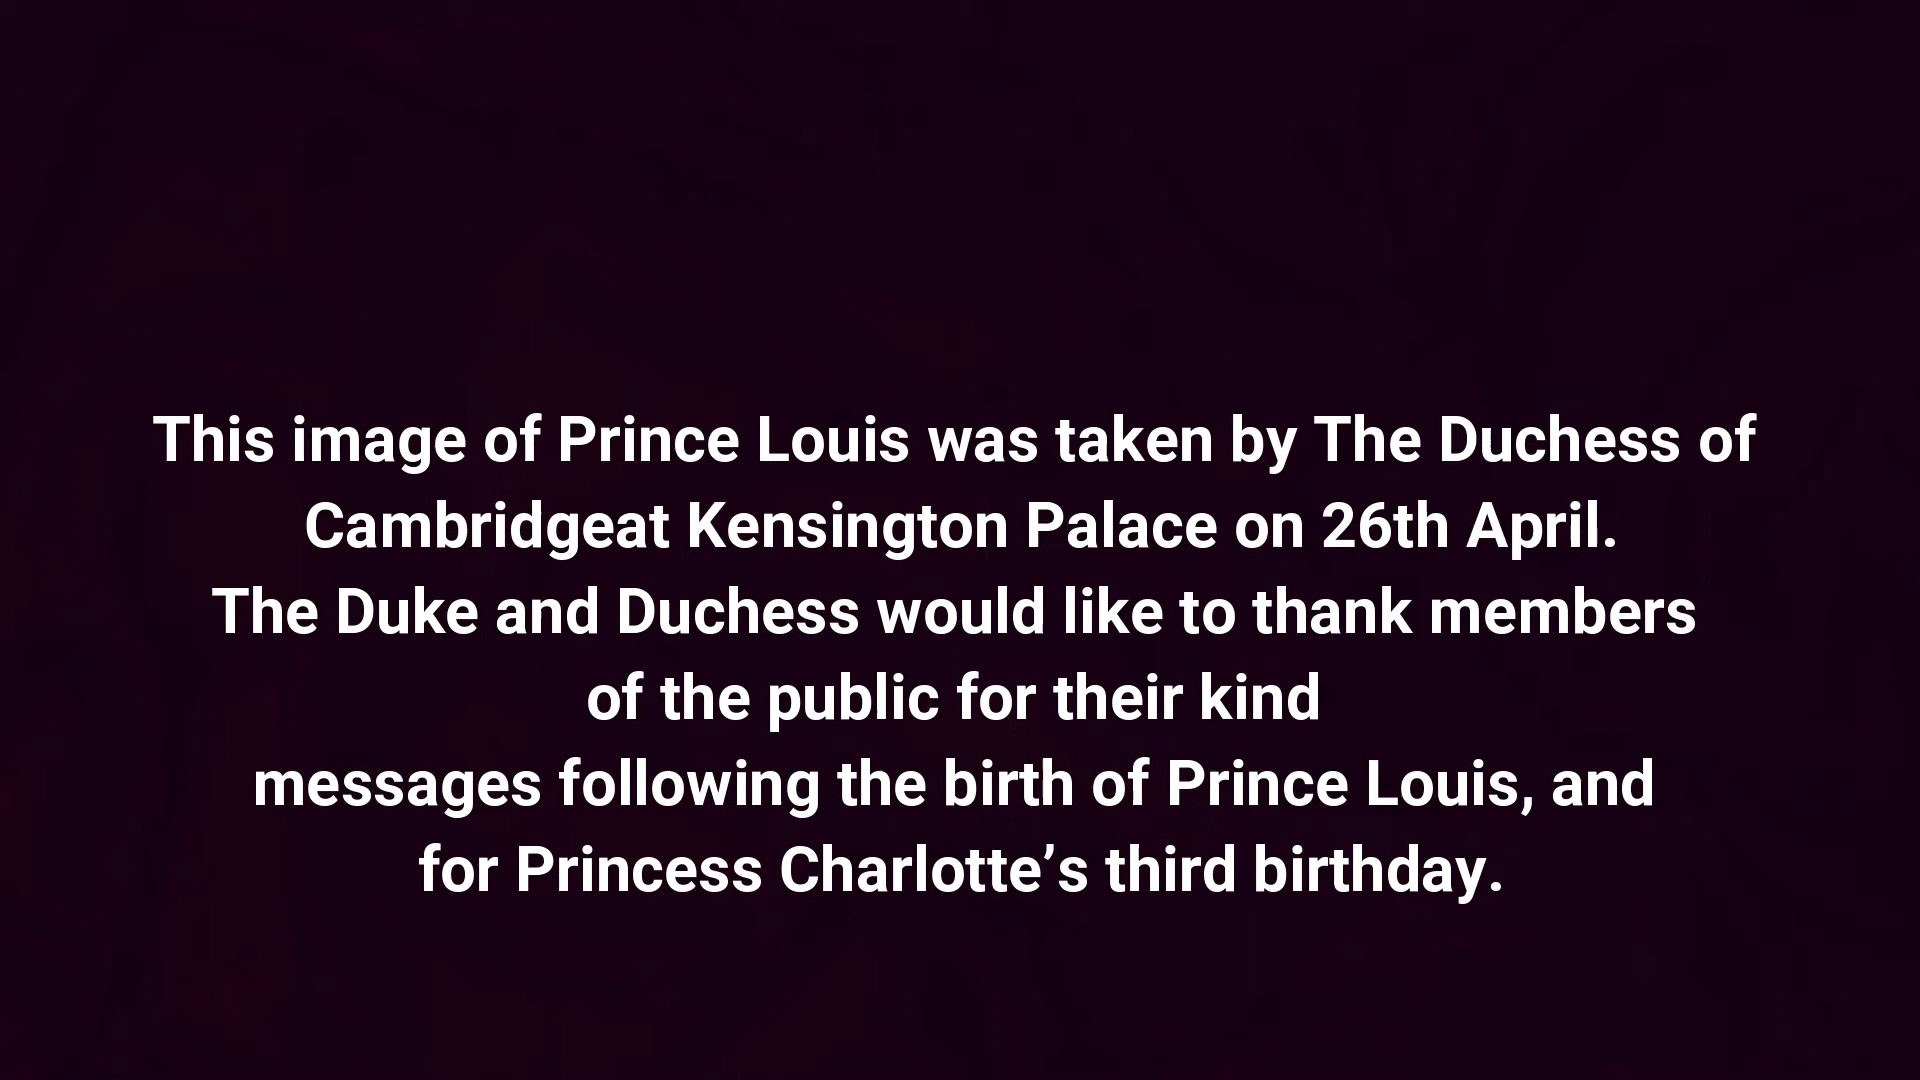 This image of Prince Louis was taken by The Duchess of
Cambridgeat Kensington Palace on 26th April.
The Duke and Duchess would like to thank members
of the public for their kind
messages following the birth of Prince Louis, and
for Princess Charlotte’s third birthday.